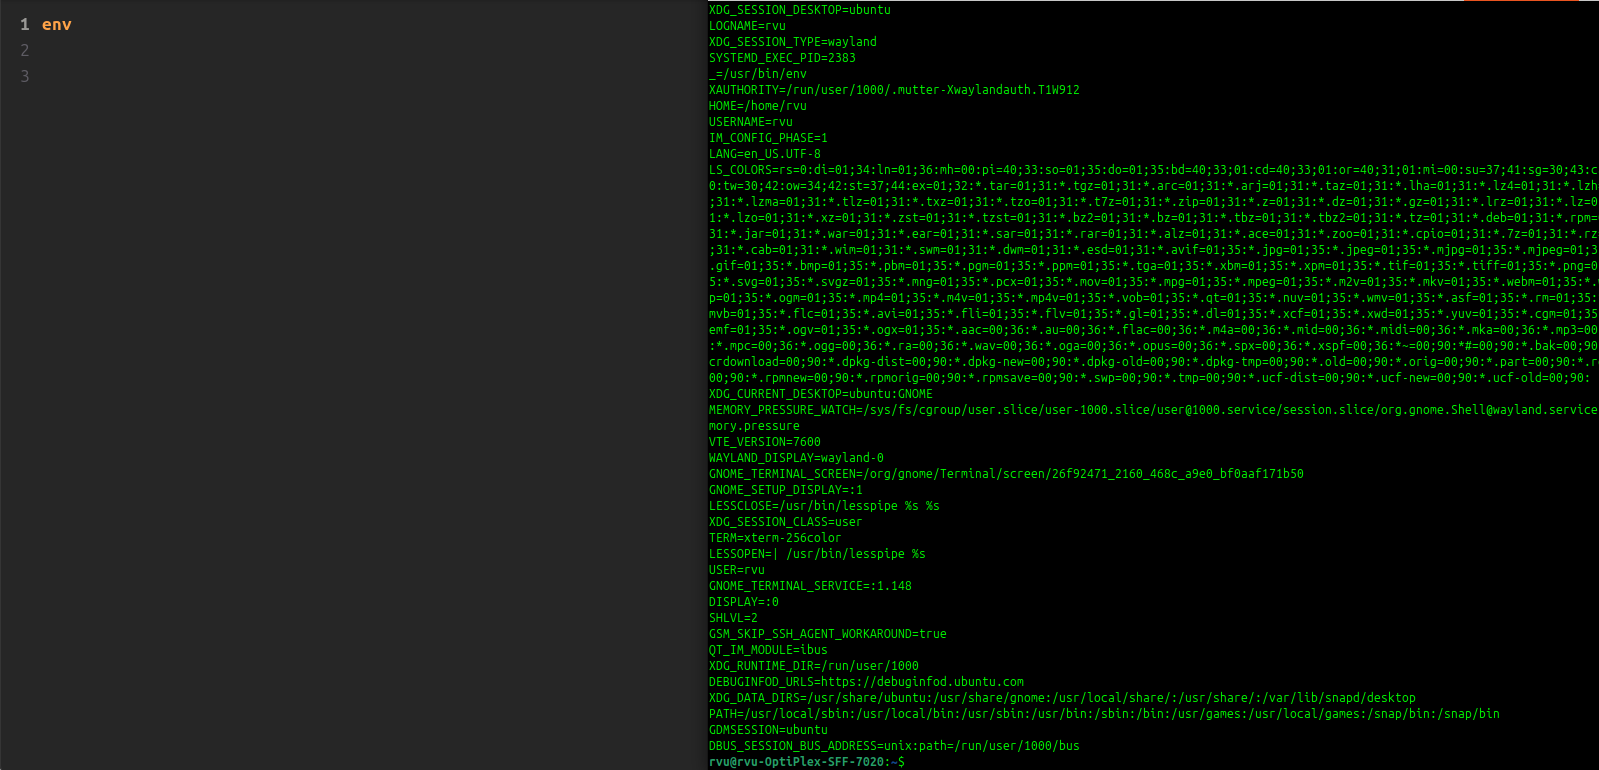 1 env
2
3
XDG_SESSION_DESKTOP=ubuntu
LOGNAME=rvu
XDG_SESSION_TYPE=wayland
SYSTEMD_EXEC_PID=2383
_=/usr/bin/env
XAUTHORITY=/run/user/1000/.mutter-Xwaylandauth.T1W912
HOME=/home/rvu
USERNAME=rvu
IM_CONFIG_PHASE=1
LANG=en_US.UTF-8
LS_COLORS=rs=0:di=01;34:ln=01;36:mh=00:pi=40;33:so=01;35:do=01;35:bd=40;33;01:cd=40;33;01:or=40;31;01:mi=00:su=37;41:sg=30;43:c
0:tw=30;42:ow=34;42:st=37;44:ex=01;32:*.tar=01;31:*.tgz=01;31:*.arc=01;31:*.arj=01;31:*.taz=01;31:*.lha=01;31:*.lz4=01;31:*.lzh
;31:*.lzma=01;31:*.tlz=01;31:*.txz=01;31:*.tzo=01;31:*.t7z=01;31:*.zip=01;31:*.z=01;31:*.dz=01;31:*.gz=01;31:*.lrz=01;31:*.lz=0
1:*.lzo=01;31:*.xz=01;31:*.zst=01;31:*.tzst=01;31:*.bz2=01;31:*.bz=01;31:*.tbz=01;31:*.tbz2=01;31:*.tz=01;31:*.deb=01;31:*.rpm=
31:*.jar=01;31:*.war=01;31:*.ear=01;31:*.sar=01;31:*.rar=01;31:*.alz=01;31:*.ace=01;31:*.zoo=01;31:*.cpio=01;31:*.7z=01;31:*.rz
;31:*.cab=01;31:*.wim=01;31:*.swm=01;31:*.dwm=01;31:*.esd=01;31:*.avif=01;35:*.jpg=01;35:*.jpeg=01;35:*.mjpg=01;35:*.mjpeg=01;3
.gif=01;35:*.bmp=01;35:*.pbm=01;35:*.pgm=01;35:*.ppm=01;35:*.tga=01;35:*.xbm=01;35:*.xpm=01;35:*.tif=01;35:*.tiff=01;35:*.png=0
5:*.svg=01;35:*.svgz=01;35:*.mng=01;35:*.pcx=01;35:*.mov=01;35:*.mpg=01;35:*.mpeg=01;35:*.m2v=01;35:*.mkv=01;35:*.webm=01;35:*.
p=01;35:*.ogm=01;35:*.mp4=01;35:*.m4v=01;35:*.mp4v=01;35:*.vob=01;35:*.qt=01;35:*.nuv=01;35:*.wmv=01;35:*.asf=01;35:*.rm=01;35:
mvb=01;35:*.flc=01;35:*.avi=01;35:*.fli=01;35:*.flv=01;35:*.gl=01;35:*.dl=01;35:*.xcf=01;35:*.xwd=01;35:*.yuv=01;35:*.cgm=01;35
emf=01;35:*.ogv=01;35:*.ogx=01;35:*.aac=00;36:*.au=00;36:*.flac=00;36:*.m4a=00;36:*.mid=00;36:*.midi=00;36:*.mka=00;36:*.mp3=00
:*.mpc=00;36:*.ogg=00;36:*.ra=00;36:*.wav=00;36:*.oga=00;36:*.opus=00;36:*.spx=00;36:*.xspf=00;36:*~=00;90:*#=00;90:*.bak=00;90
crdownload=00;90:*.dpkg-dist=00;90:*.dpkg-new=00;90:*.dpkg-old=00;90:*.dpkg-tmp=00;90:*.old=00;90:*.orig=00;90:*.part=00;90:*.r
00;90:*.rpmnew=00;90:*.rpmorig=00;90:*.rpmsave=00;90:*.swp=00;90:*.tmp=00;90:*.ucf-dist=00;90:*.ucf-new=00;90:*.ucf-old=00;90:
XDG_CURRENT_DESKTOP=ubuntu:GNOME
MEMORY_PRESSURE_WATCH=/sys/fs/cgroup/user.slice/user-1000.slice/user@1000.service/session.slice/org.gnome.Shell@wayland.service
mory.pressure
VTE_VERSION=7600
WAYLAND_DISPLAY=wayland-0
GNOME_TERMINAL_SCREEN=/org/gnome/Terminal/screen/26f92471_2160_468c_a9e0_bf0aaf171b50
GNOME_SETUP_DISPLAY=:1
LESSCLOSE=/usr/bin/lesspipe %s %s
XDG_SESSION_CLASS=user
TERM=xterm-256color
LESSOPEN=| /usr/bin/lesspipe %s
USER=rvu
GNOME_TERMINAL_SERVICE=:1.148
DISPLAY=:0
SHLVL=2
GSM_SKIP_SSH_AGENT_WORKAROUND=true
QT_IM_MODULE=ibus
XDG_RUNTIME_DIR=/run/user/1000
DEBUGINFOD_URLS=https://debuginfod.ubuntu.com
XDG_DATA_DIRS=/usr/share/ubuntu:/usr/share/gnome:/usr/local/share/:/usr/share/:/var/lib/snapd/desktop
PATH=/usr/local/sbin:/usr/local/bin:/usr/sbin:/usr/bin:/sbin:/bin:/usr/games:/usr/local/games:/snap/bin:/snap/bin
GDMSESSION=ubuntu
DBUS_SESSION_BUS_ADDRESS=unix:path=/run/user/1000/bus
rvu@rvu-OptiPlex-SFF-7020:~$